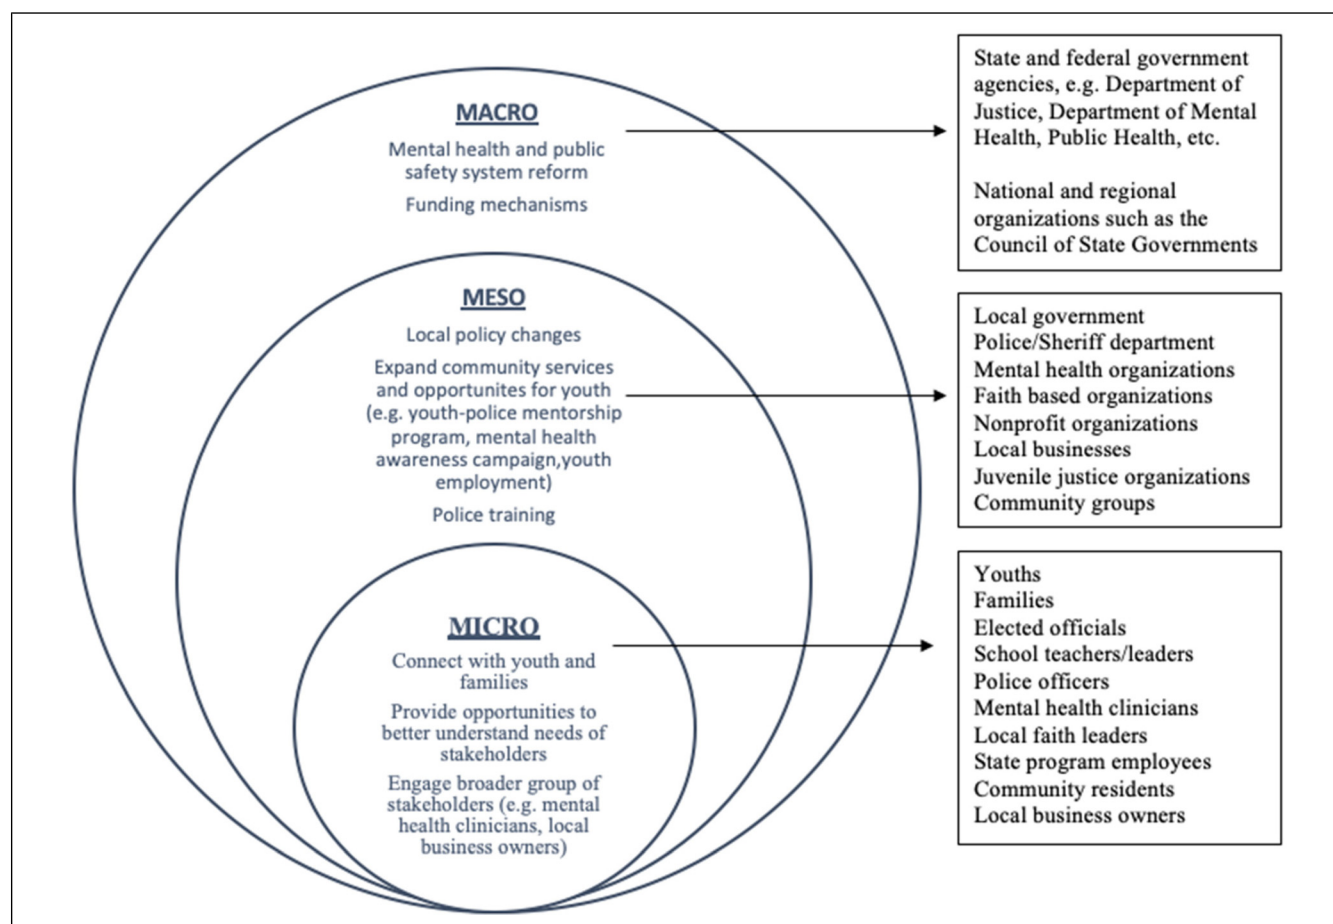 MACRO
Mental health and public
safety system reform
Funding mechanisms
State and federal government
agencies, e.g. Department of
Justice, Department of Mental
Health, Public Health, etc.
National and regional
organizations such as the
Council of State Governments
MESO
Local policy changes
Expand community services
and opportunites for youth
(e.g. youth-police mentorship
program, mental health
awareness campaign,youth
employment)
Police training
Local government
Police/Sheriff department
Mental health organizations
Faith based organizations
Nonprofit organizations
Local businesses
Juvenile justice organizations
Community groups
MICRO
Connect with youth and
families
Provide opportunities to
better understand needs of
stakeholders
Engage broader group of
stakeholders (e.g. mental
health clinicians, local
business owners)
Youths
Families
Elected officials
School teachers/leaders
Police officers
Mental health clinicians
Local faith leaders
State program employees
Community residents
Local business owners